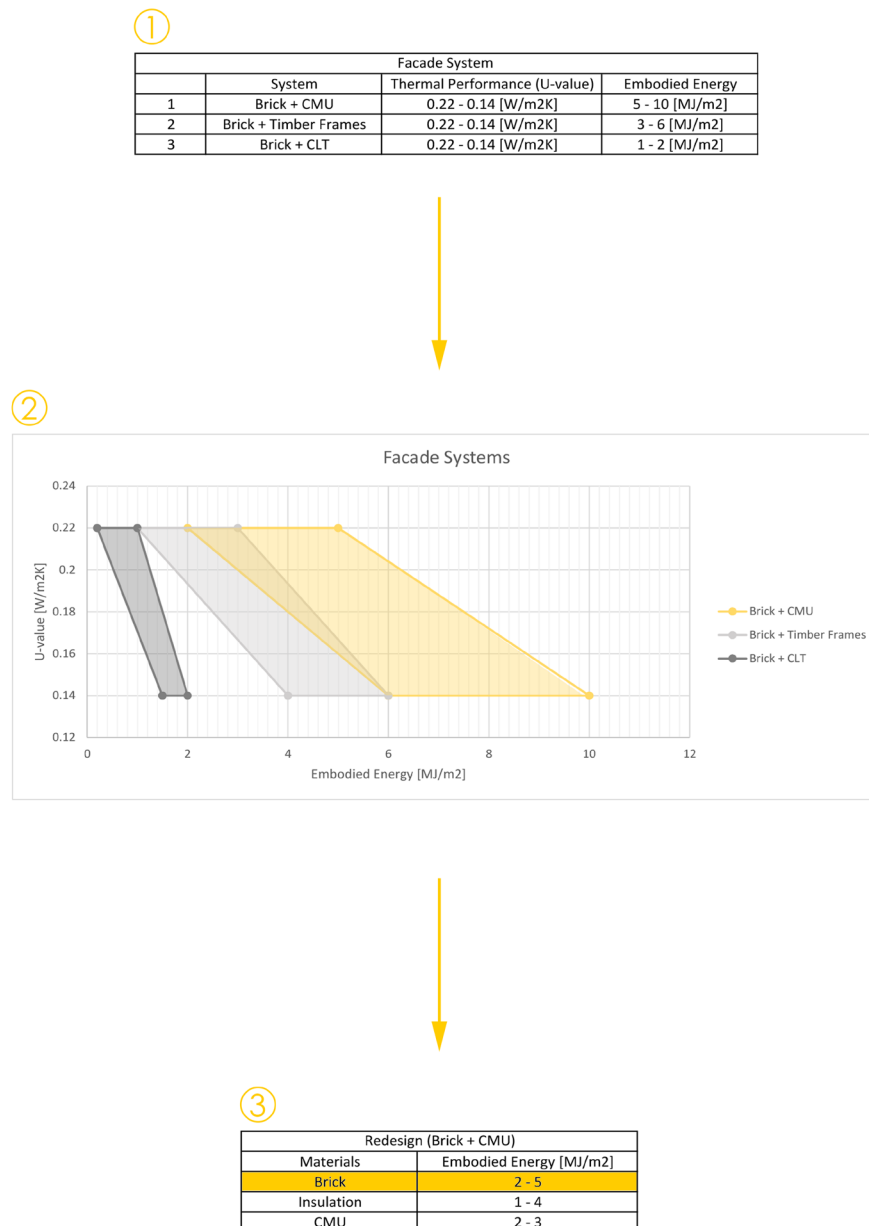 1
Facade System
System Thermal Performance (U-value) Embodied Energy
1 Brick + CMU 0.22 - 0.14 [W/m2K] 5 - 10 [MJ/m2]
2 Brick + Timber Frames 0.22 - 0.14 [W/m2K] 3 - 6 [MJ/m2]
3 Brick + CLT 0.22 - 0.14 [W/m2K] 1 - 2 [MJ/m2]
2
Facade Systems
0.24
0.22
0.2
0.18
0.16
0.14
0.12
U-value [W/m2K]
0 2 4 6 8 10 12
Embodied Energy [MJ/m2]
Brick + CMU
Brick + Timber Frames
Brick + CLT
3
Redesign (Brick + CMU)
Materials Embodied Energy [MJ/m2]
Brick 2 - 5
Insulation 1 - 4
CMU 2 - 3